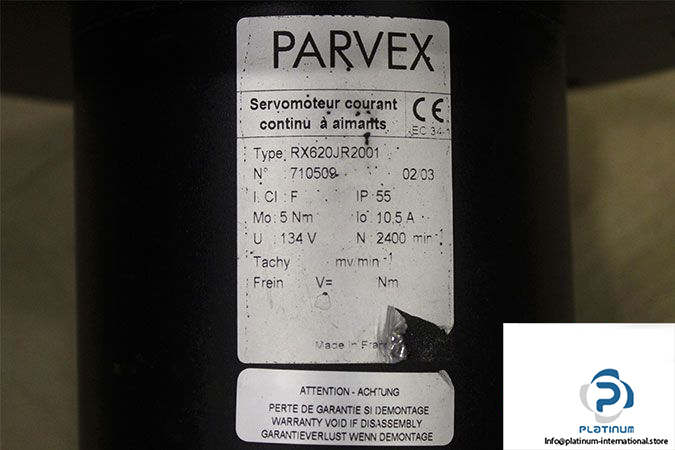 PARVEX
Servomoteur courant
continu à aimants
CE
EC 34-1
Type RX620JR2001
N° 710509 02/03
I. Cl : F IP 55
Mo : 5 Nm Io 10,5 A
U : 134 V N : 2400 min-1
Tachy mv/min-1
Frein V= Nm
Made in
ATTENTION - ACHTUNG
PERTE DE GARANTIE SI DEMONTAGE
WARRANTY VOID IF DISASSEMBLY
GARANTIEVERLUST WENN DEMONTAGE
PLATINUM
Info@platinum-international.store